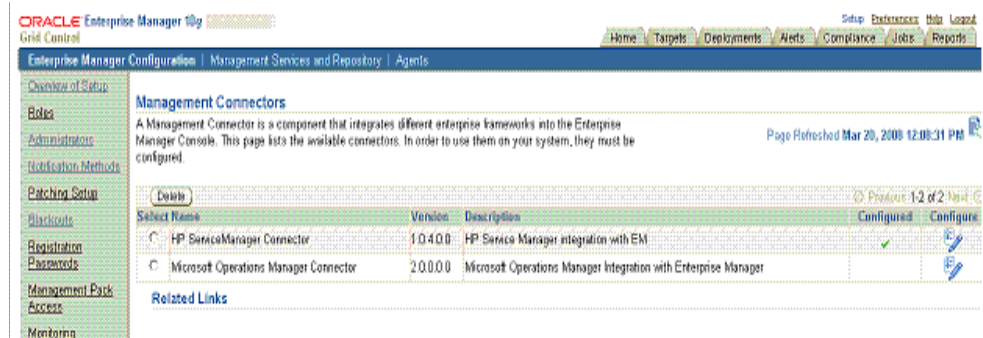 ORACLE Enterprise Manager 10g
Grid Control
Setup Preferences Help Logout
Home Targets Deployments Alerts Compliance Jobs Reports
Enterprise Manager Configuration | Management Services and Repository | Agents
Overview of Setup
Roles
Administrators
Notification Methods
Patching Setup
Blackouts
Registration
Passwords
Management Pack
Access
Monitoring
Management Connectors
A Management Connector is a component that integrates different enterprise frameworks into the Enterprise
Manager Console. This page lists the available connectors. In order to use them on your system, they must be
configured.
Page Refreshed Mar 20, 2008 12:08:31 PM
Delete
Previous 1-2 of 2 Next
Select Name Version Description Configured Configure
HP ServiceManager Connector 1.0.4.0.0 HP Service Manager integration with EM
Microsoft Operations Manager Connector 2.0.0.0.0 Microsoft Operations Manager Integration with Enterprise Manager
Related Links